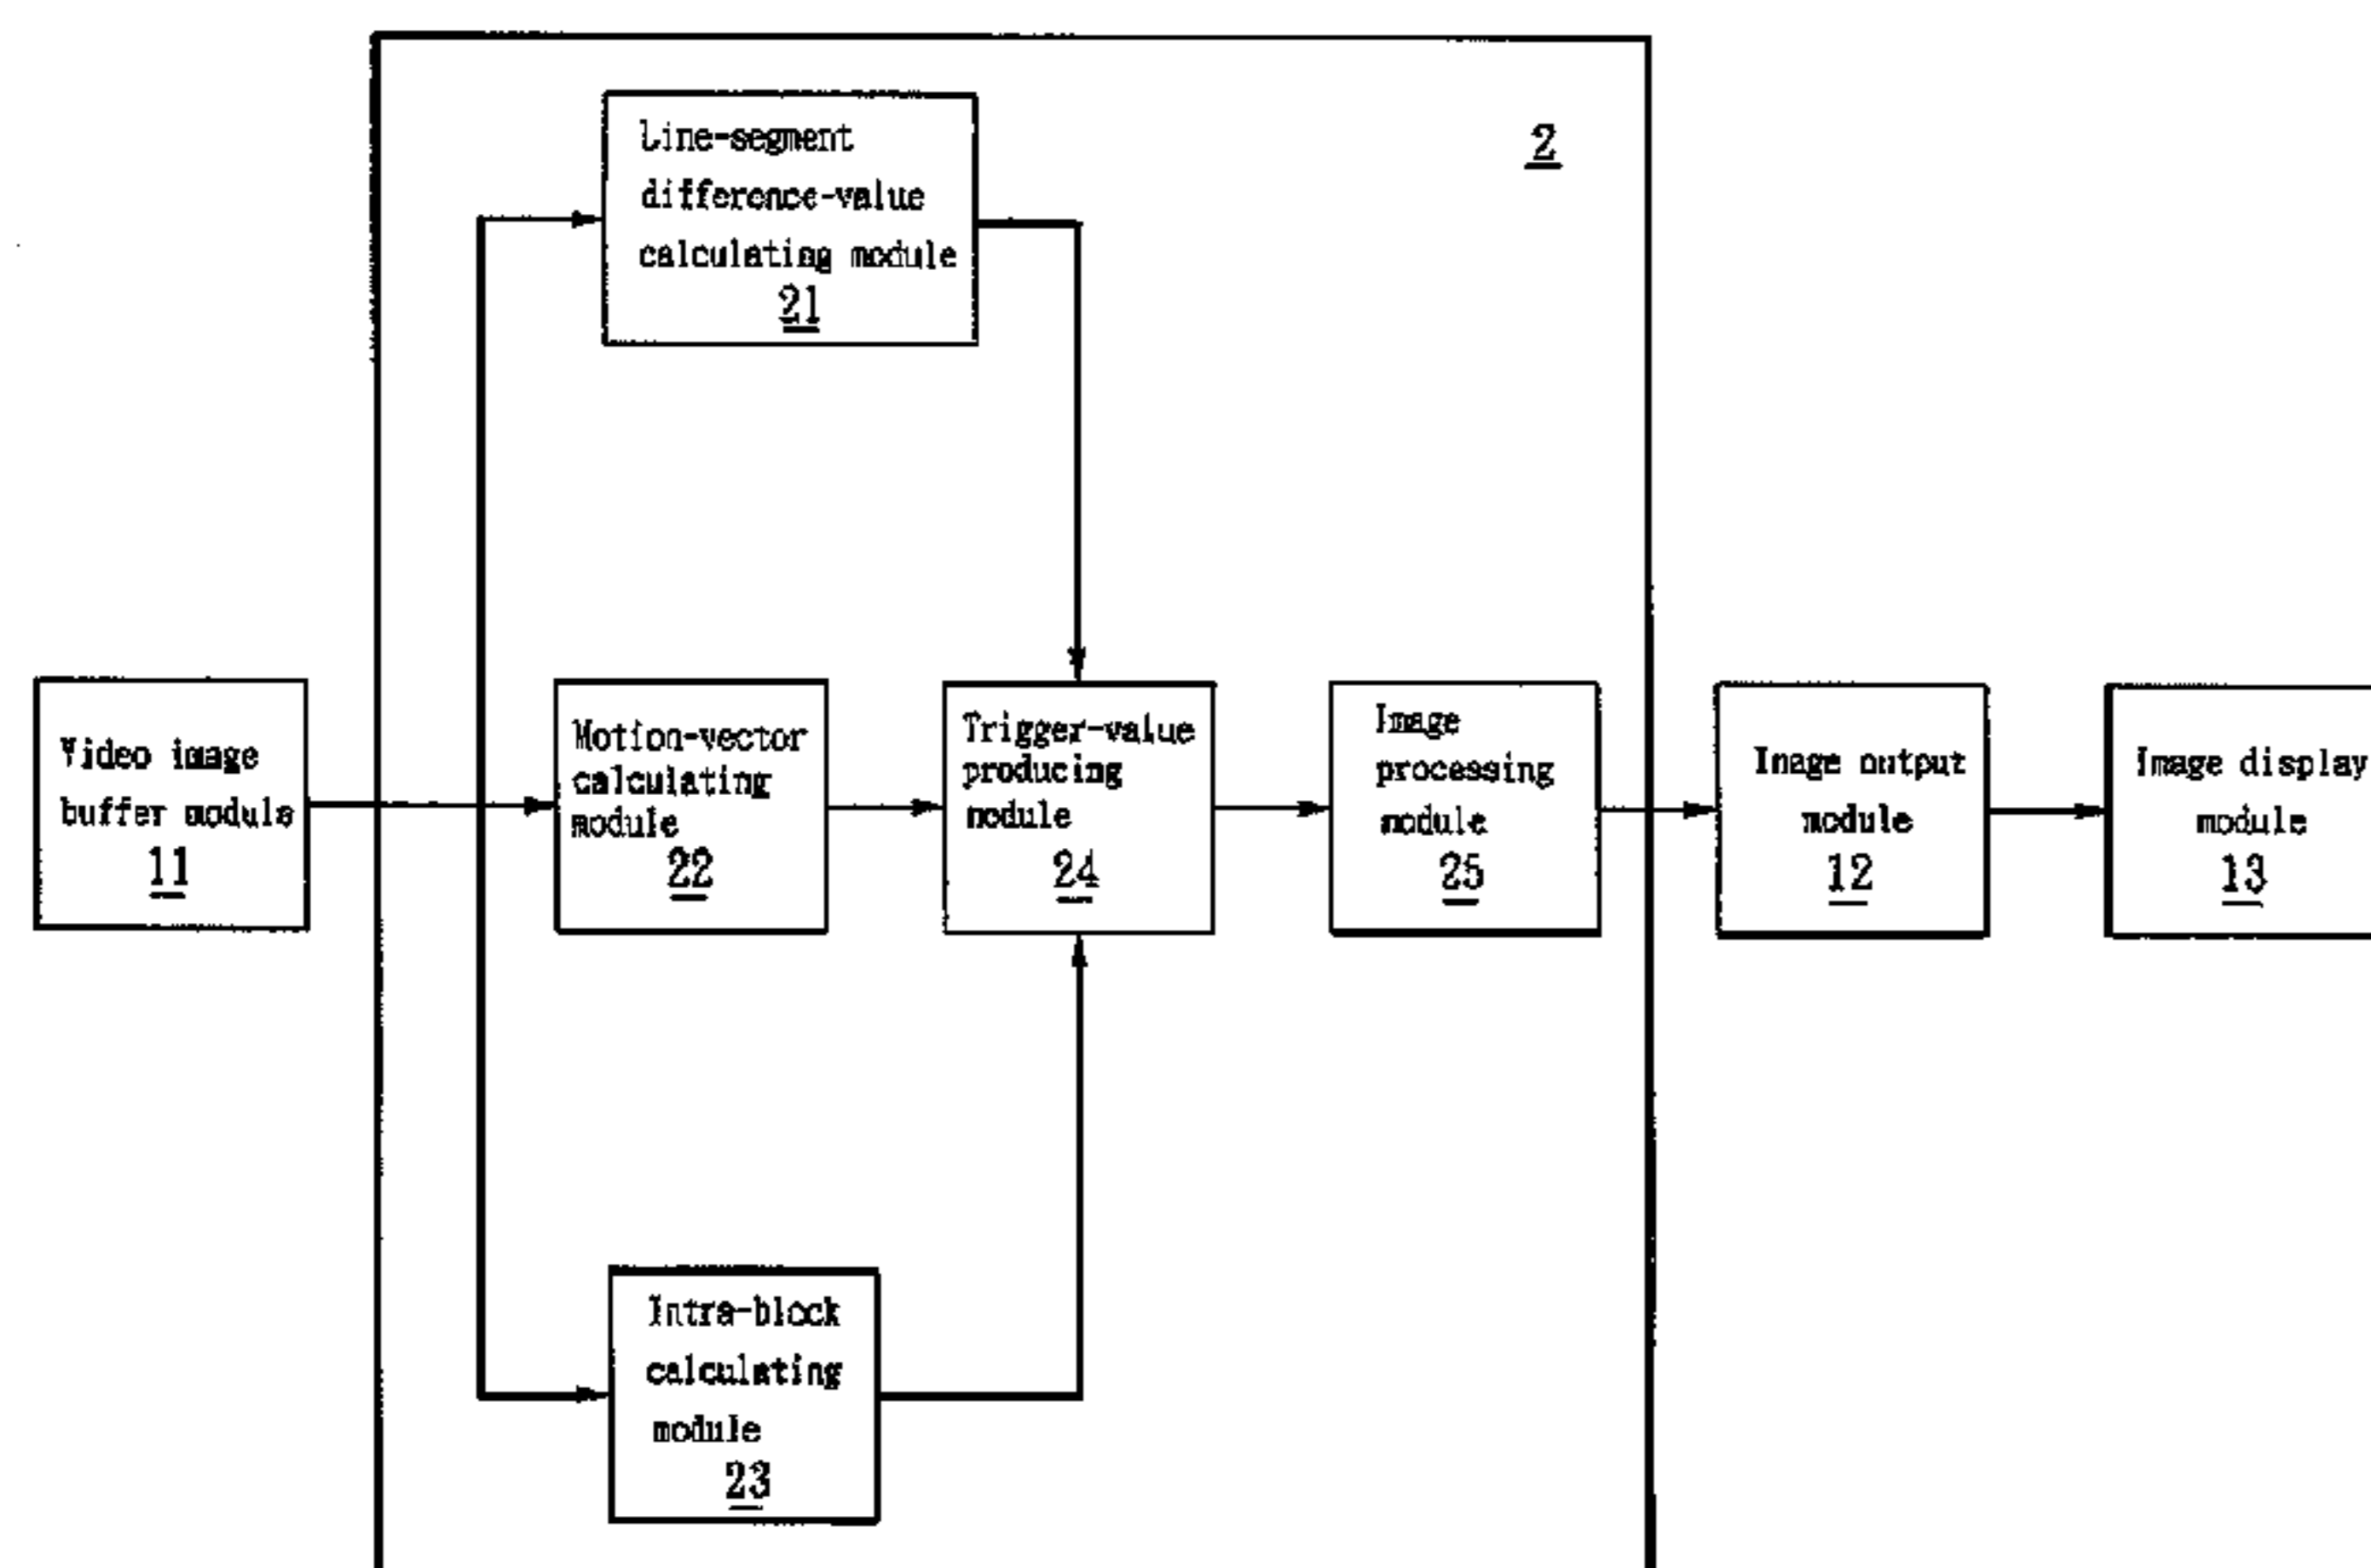 2
Line-segment
difference-value
calculating module
21
Video image
buffer module
11
Motion-vector
calculating
module
22
Trigger-value
producing
module
24
Image
processing
module
25
Image output
module
12
Image display
module
13
Intra-block
calculating
module
23